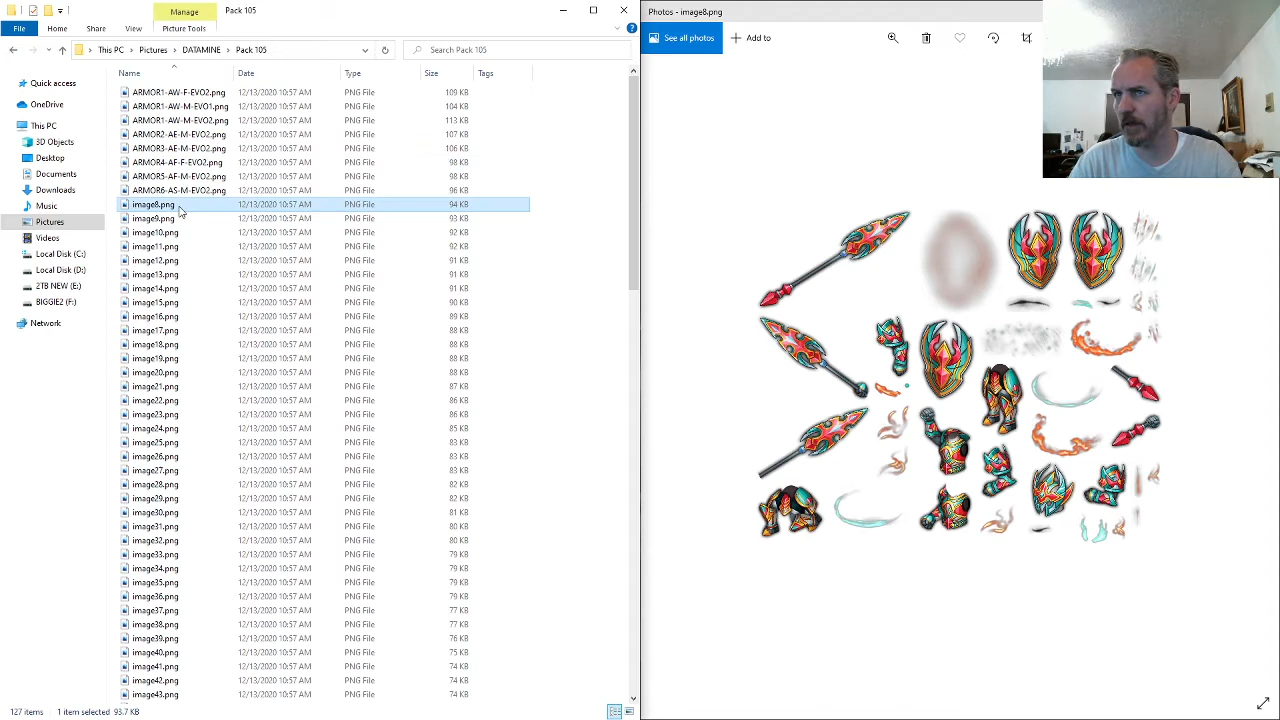 Manage
Pack 105
File
Home
Share
View
Picture Tools
This PC
Pictures
DATAMINE
Pack 105
Search Pack 105
Name
Date
Type
Size
Tags
Quick access
OneDrive
This PC
3D Objects
Desktop
Documents
Downloads
Music
Pictures
Videos
Local Disk (C:)
Local Disk (D:)
2TB NEW (E:)
BIGGIE2 (F:)
Network
ARMOR1-AW-F-EVO2.png 12/13/2020 10:57 AM PNG File 109 KB
ARMOR1-AW-M-EVO1.png 12/13/2020 10:57 AM PNG File 104 KB
ARMOR1-AW-M-EVO2.png 12/13/2020 10:57 AM PNG File 113 KB
ARMOR2-AE-M-EVO2.png 12/13/2020 10:57 AM PNG File 107 KB
ARMOR3-AE-M-EVO2.png 12/13/2020 10:57 AM PNG File 106 KB
ARMOR4-AF-F-EVO2.png 12/13/2020 10:57 AM PNG File 98 KB
ARMOR5-AF-M-EVO2.png 12/13/2020 10:57 AM PNG File 98 KB
ARMOR6-AS-M-EVO2.png 12/13/2020 10:57 AM PNG File 96 KB
image8.png 12/13/2020 10:57 AM PNG File 94 KB
image9.png 12/13/2020 10:57 AM PNG File 93 KB
image10.png 12/13/2020 10:57 AM PNG File 92 KB
image11.png 12/13/2020 10:57 AM PNG File 92 KB
image12.png 12/13/2020 10:57 AM PNG File 91 KB
image13.png 12/13/2020 10:57 AM PNG File 91 KB
image14.png 12/13/2020 10:57 AM PNG File 91 KB
image15.png 12/13/2020 10:57 AM PNG File 90 KB
image16.png 12/13/2020 10:57 AM PNG File 89 KB
image17.png 12/13/2020 10:57 AM PNG File 88 KB
image18.png 12/13/2020 10:57 AM PNG File 88 KB
image19.png 12/13/2020 10:57 AM PNG File 88 KB
image20.png 12/13/2020 10:57 AM PNG File 88 KB
image21.png 12/13/2020 10:57 AM PNG File 87 KB
image22.png 12/13/2020 10:57 AM PNG File 86 KB
image23.png 12/13/2020 10:57 AM PNG File 86 KB
image24.png 12/13/2020 10:57 AM PNG File 86 KB
image25.png 12/13/2020 10:57 AM PNG File 83 KB
image26.png 12/13/2020 10:57 AM PNG File 83 KB
image27.png 12/13/2020 10:57 AM PNG File 83 KB
image28.png 12/13/2020 10:57 AM PNG File 82 KB
image29.png 12/13/2020 10:57 AM PNG File 82 KB
image30.png 12/13/2020 10:57 AM PNG File 81 KB
image31.png 12/13/2020 10:57 AM PNG File 80 KB
image32.png 12/13/2020 10:57 AM PNG File 80 KB
image33.png 12/13/2020 10:57 AM PNG File 79 KB
image34.png 12/13/2020 10:57 AM PNG File 79 KB
image35.png 12/13/2020 10:57 AM PNG File 79 KB
image36.png 12/13/2020 10:57 AM PNG File 79 KB
image37.png 12/13/2020 10:57 AM PNG File 77 KB
image38.png 12/13/2020 10:57 AM PNG File 77 KB
image39.png 12/13/2020 10:57 AM PNG File 76 KB
image40.png 12/13/2020 10:57 AM PNG File 75 KB
image41.png 12/13/2020 10:57 AM PNG File 74 KB
image42.png 12/13/2020 10:57 AM PNG File 74 KB
image43.png 12/13/2020 10:57 AM PNG File 74 KB
127 items
1 item selected 93.7 KB
Photos - image8.png
See all photos
Add to